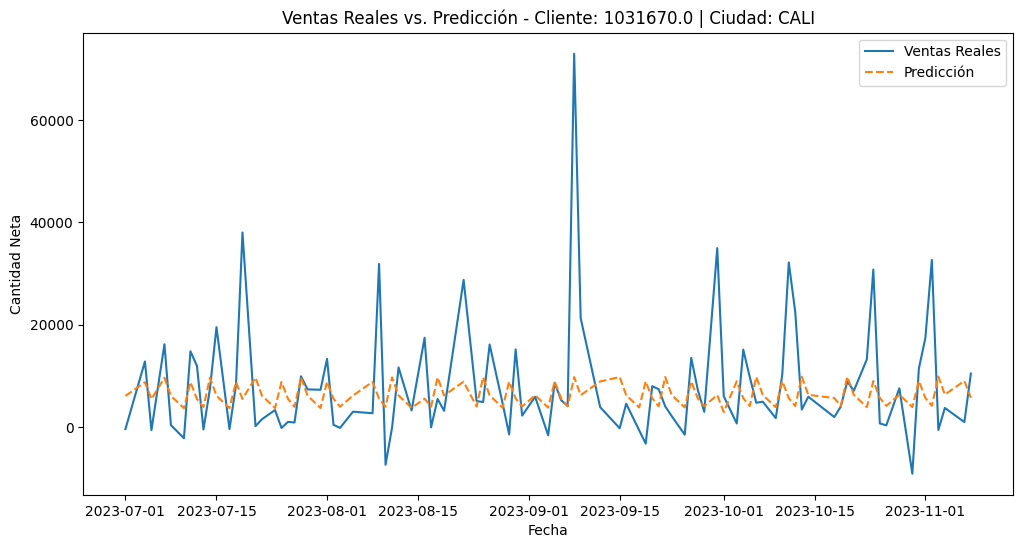 Ventas Reales vs. Predicción - Cliente: 1031670.0 | Ciudad: CALI
Ventas Reales
Predicción
60000
40000
20000
0
Cantidad Neta
2023-07-01 2023-07-15 2023-08-01 2023-08-15 2023-09-01 2023-09-15 2023-10-01 2023-10-15 2023-11-01
Fecha